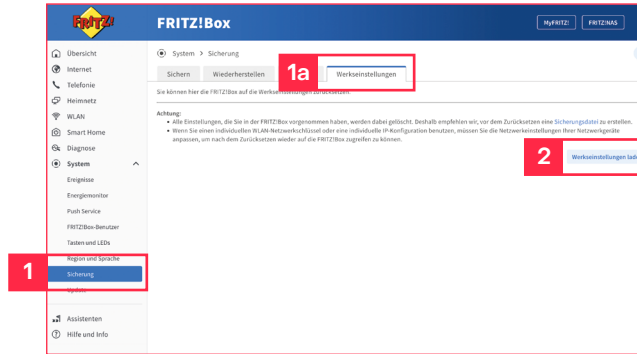 FRITZ!
FRITZ!Box
MyFRITZ!
FRITZ!NAS
Übersicht
Internet
Telefonie
Heimnetz
WLAN
Smart Home
Diagnose
System
Ereignisse
Energiemonitor
Push Service
FRITZ!Box-Benutzer
Tasten und LEDs
Region und Sprache
1
Sicherung
Update
Assistenten
Hilfe und Info
System > Sicherung
Sichern
Wiederherstellen
1a
Werkseinstellungen
Sie können hier die FRITZ!Box auf die Werkseinstellungen zurücksetzen.
Achtung:
• Alle Einstellungen, die Sie in der FRITZ!Box vorgenommen haben, werden dabei gelöscht. Deshalb empfehlen wir, vor dem Zurücksetzen eine Sicherungsdatei zu erstellen.
• Wenn Sie einen individuellen WLAN-Netzwerkschlüssel oder eine individuelle IP-Konfiguration benutzen, müssen Sie die Netzwerkeinstellungen Ihrer Netzwerkgeräte
anpassen, um nach dem Zurücksetzen wieder auf die FRITZ!Box zugreifen zu können.
2
Werkseinstellungen lade